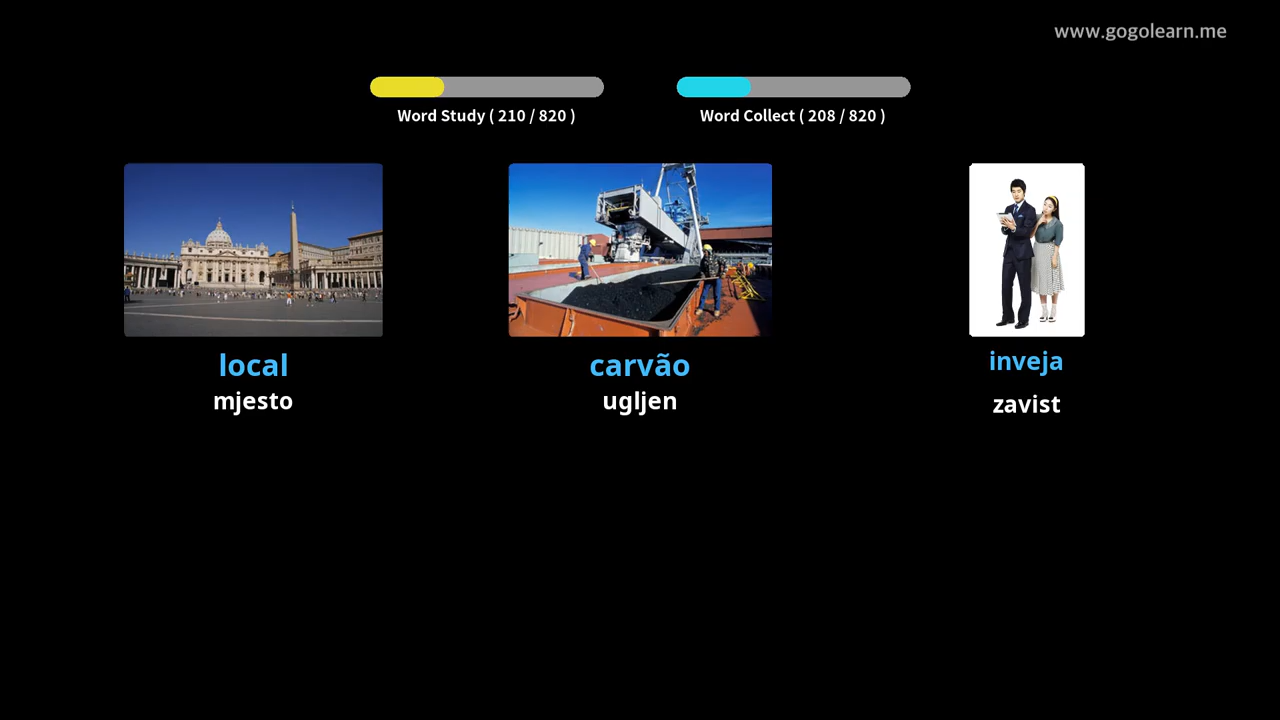 www.gogolearn.me
Word Study ( 210 / 820 )
Word Collect ( 208 / 820 )
local
mjesto
carvão
ugljen
inveja
zavist